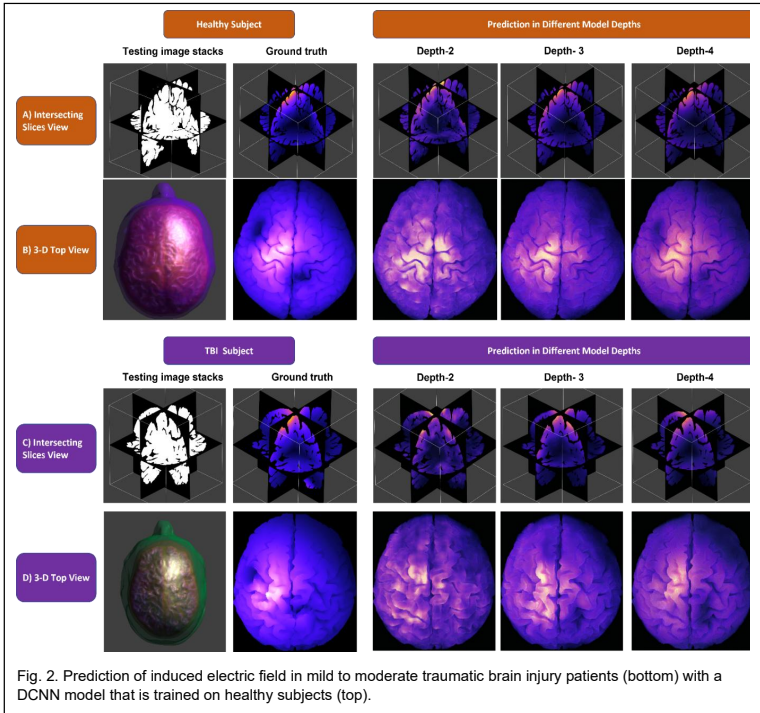 Healthy Subject
Prediction in Different Model Depths
Testing image stacks
Ground truth
Depth-2
Depth- 3
Depth-4
A) Intersecting
Slices View
B) 3-D Top View
TBI Subject
Prediction in Different Model Depths
Testing image stacks
Ground truth
Depth-2
Depth- 3
Depth-4
C) Intersecting
Slices View
D) 3-D Top View
Fig. 2. Prediction of induced electric field in mild to moderate traumatic brain injury patients (bottom) with a
DCNN model that is trained on healthy subjects (top).